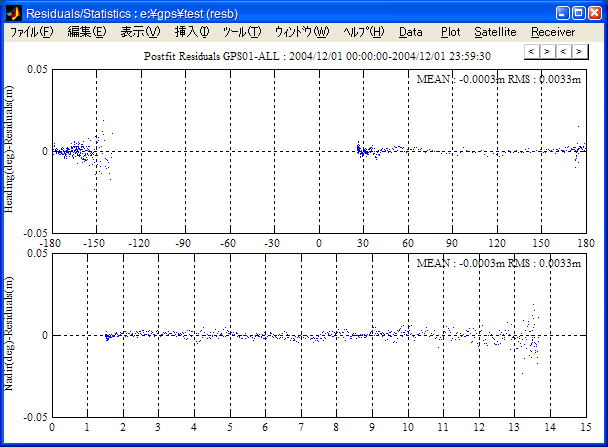 Residuals/Statistics : e:¥gps¥test (resb)
ﾌｧｲﾙ(F) 編集(E) 表示(V) 挿入(I) ﾂｰﾙ(T) ｳｨﾝﾄﾞｳ(W) ﾍﾙﾌﾟ(H) Data Plot Satellite Receiver
Postfit Residuals GPS01-ALL : 2004/12/01 00:00:00-2004/12/01 23:59:30
< > < >
MEAN : -0.0003m RMS : 0.0033m
Heading(deg)-Residuals(m)
0.05
0
-0.05
-180 -150 -120 -90 -60 -30 0 30 60 90 120 150 180
MEAN : -0.0003m RMS : 0.0033m
Nadir(deg)-Residuals(m)
0.05
0
-0.05
0 1 2 3 4 5 6 7 8 9 10 11 12 13 14 15